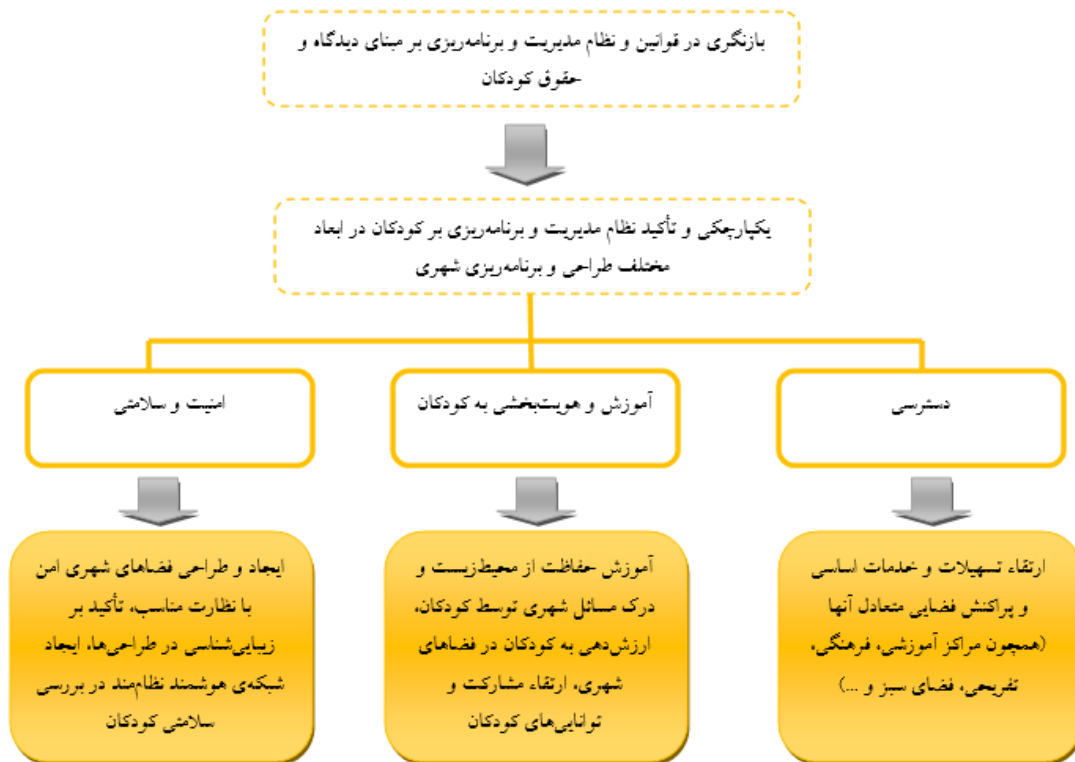 بازنگری در قوانین و نظام مدیریت و برنامه‌ریزی بر مبنای دیدگاه و
حقوق کودکان
یکپارچکی و تأکید نظام مدیریت و برنامه‌ریزی بر کودکان در ابعاد
مختلف طراحی و برنامه‌ریزی شهری
دسترسی
آموزش و هویت‌بخشی به کودکان
امنیت و سلامتی
ارتقاء تسهیلات و خدمات اساسی
و پراکنش فضایی متعادل آنها
(همچون مراکز آموزشی، فرهنگی،
تفریحی، فضای سبز و ...)
آموزش حفاظت از محیط‌زیست و
درک مسائل شهری توسط کودکان،
ارزش‌دهی به کودکان در فضاهای
شهری، ارتقاء مشارکت و
توانایی‌های کودکان
ایجاد و طراحی فضاهای شهری امن
با نظارت مناسب، تأکید بر
زیبایی‌شناسی در طراحی‌ها، ایجاد
شبکه‌ی هوشمند نظام‌مند در بررسی
سلامتی کودکان